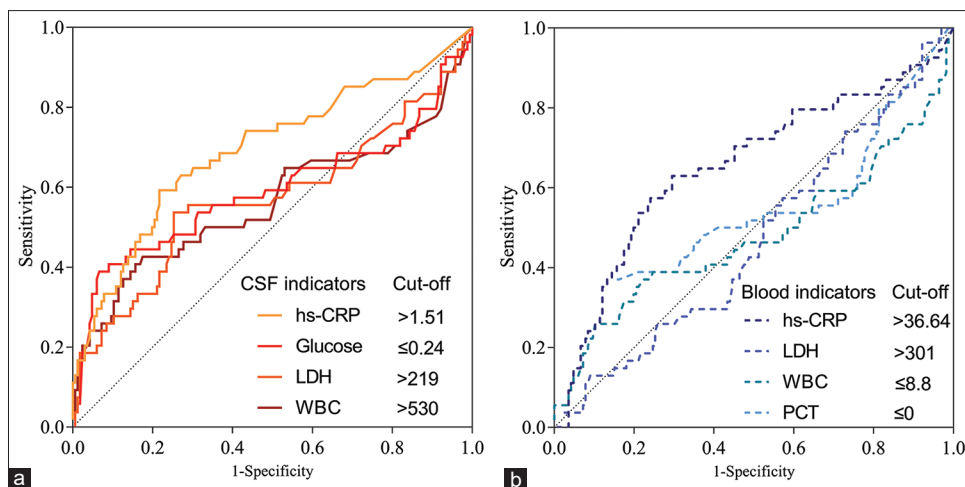 1.0
0.8
0.6
0.4
0.2
0.0
Sensitivity
CSF indicators Cut-off
hs-CRP >1.51
Glucose ≤0.24
LDH >219
WBC >530
0.0 0.2 0.4 0.6 0.8 1.0
1-Specificity
a
1.0
0.8
0.6
0.4
0.2
0.0
Sensitivity
Blood indicators Cut-off
hs-CRP >36.64
LDH >301
WBC ≤8.8
PCT ≤0
0.0 0.2 0.4 0.6 0.8 1.0
1-Specificity
b